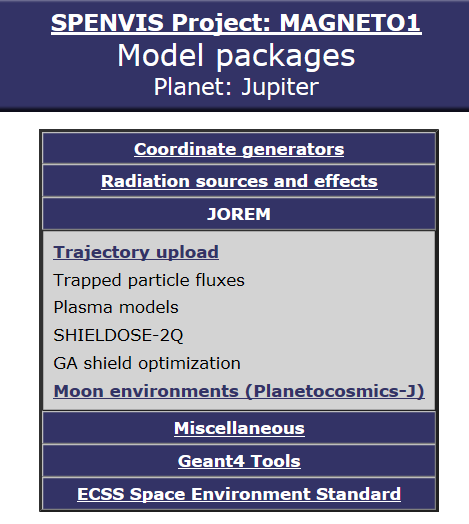 SPENVIS Project: MAGNETO1
Model packages
Planet: Jupiter
Coordinate generators
Radiation sources and effects
JOREM
Trajectory upload
Trapped particle fluxes
Plasma models
SHIELDOSE-2Q
GA shield optimization
Moon environments (Planetocosmics-J)
Miscellaneous
Geant4 Tools
ECSS Space Environment Standard